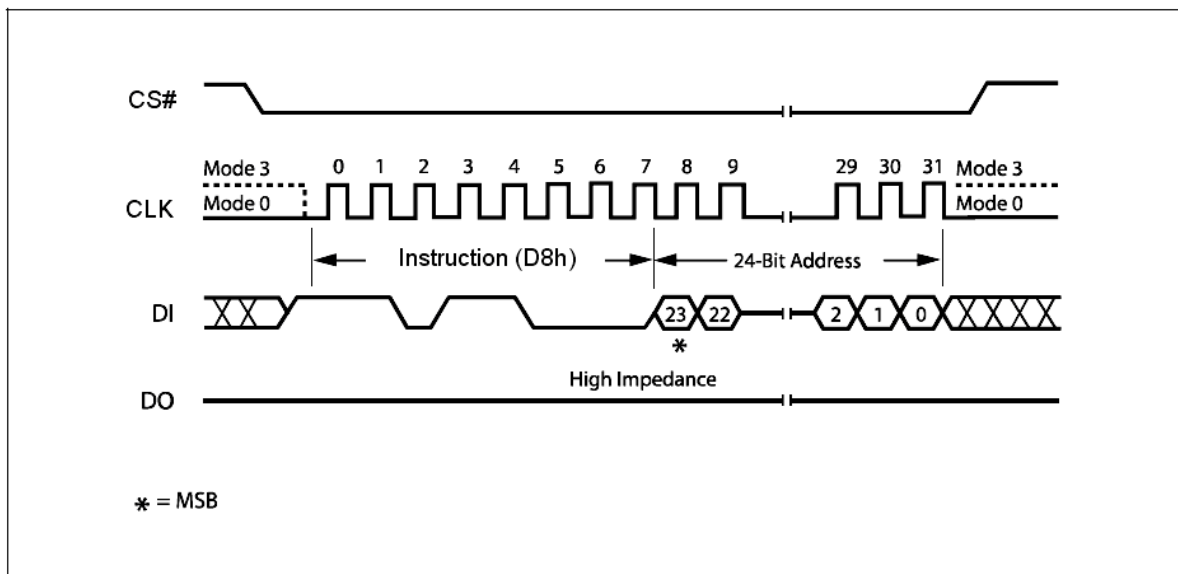 CS#
Mode 3 0 1 2 3 4 5 6 7 8 9 29 30 31 Mode 3
CLK Mode 0 Mode 0
Instruction (D8h) 24-Bit Address
DI 23 22 2 1 0
*
High Impedance
DO
* = MSB